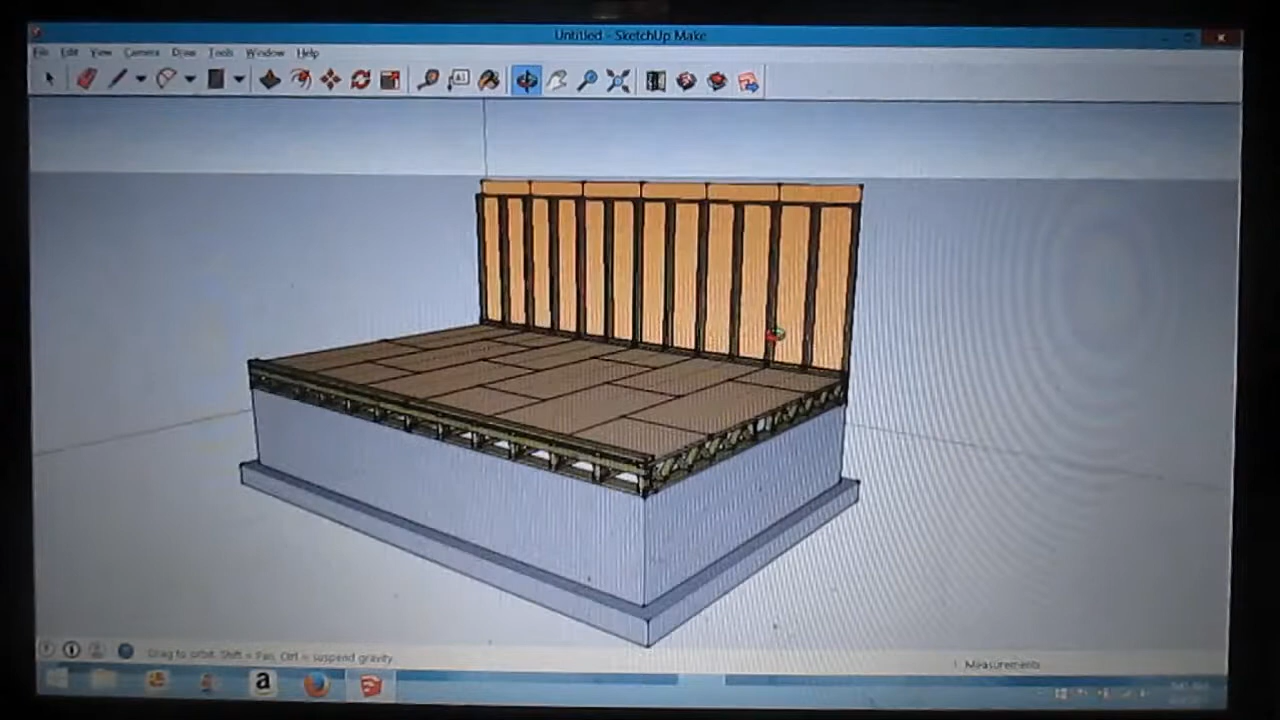 Untitled - SketchUp Make
File Edit View Camera Draw Tools Window Help
Drag to orbit. Shift = Pan, Ctrl = suspend gravity.
Measurements
a